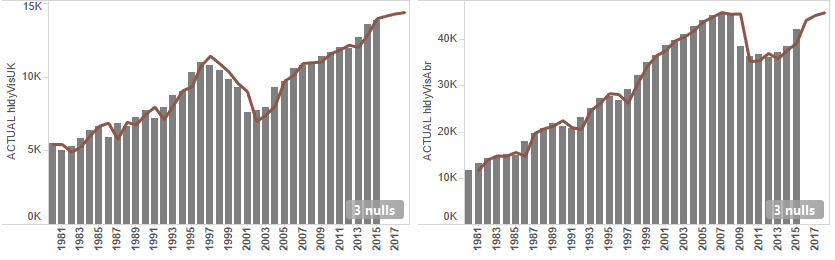 ACTUAL hldyVisUK
15K
10K
5K
0K
3 nulls
1981 1983 1985 1987 1989 1991 1993 1995 1997 1999 2001 2003 2005 2007 2009 2011 2013 2015 2017
ACTUAL hldyVisAbr
40K
30K
20K
10K
0K
3 nulls
1981 1983 1985 1987 1989 1991 1993 1995 1997 1999 2001 2003 2005 2007 2009 2011 2013 2015 2017